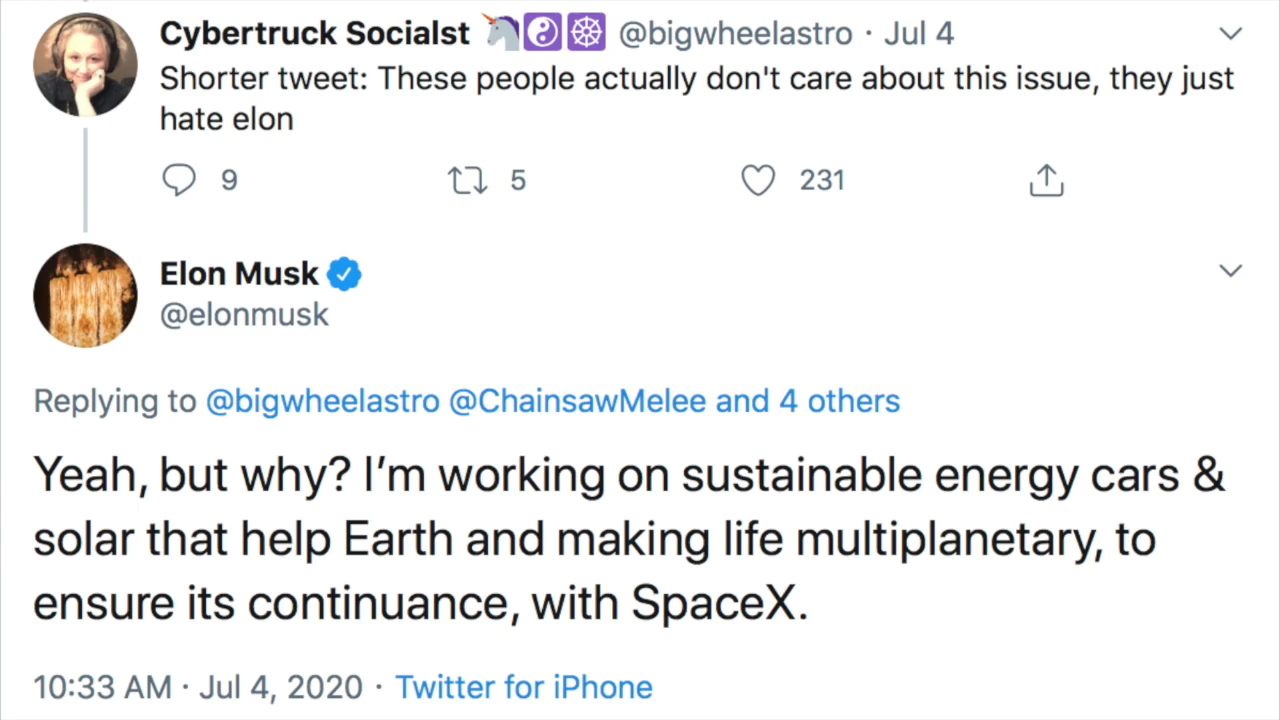 Cybertruck Socialst 🦄☯️☸️ @bigwheelastro · Jul 4
Shorter tweet: These people actually don't care about this issue, they just
hate elon
9 5 231
Elon Musk
@elonmusk
Replying to @bigwheelastro @ChainsawMelee and 4 others
Yeah, but why? I’m working on sustainable energy cars &
solar that help Earth and making life multiplanetary, to
ensure its continuance, with SpaceX.
10:33 AM · Jul 4, 2020 · Twitter for iPhone